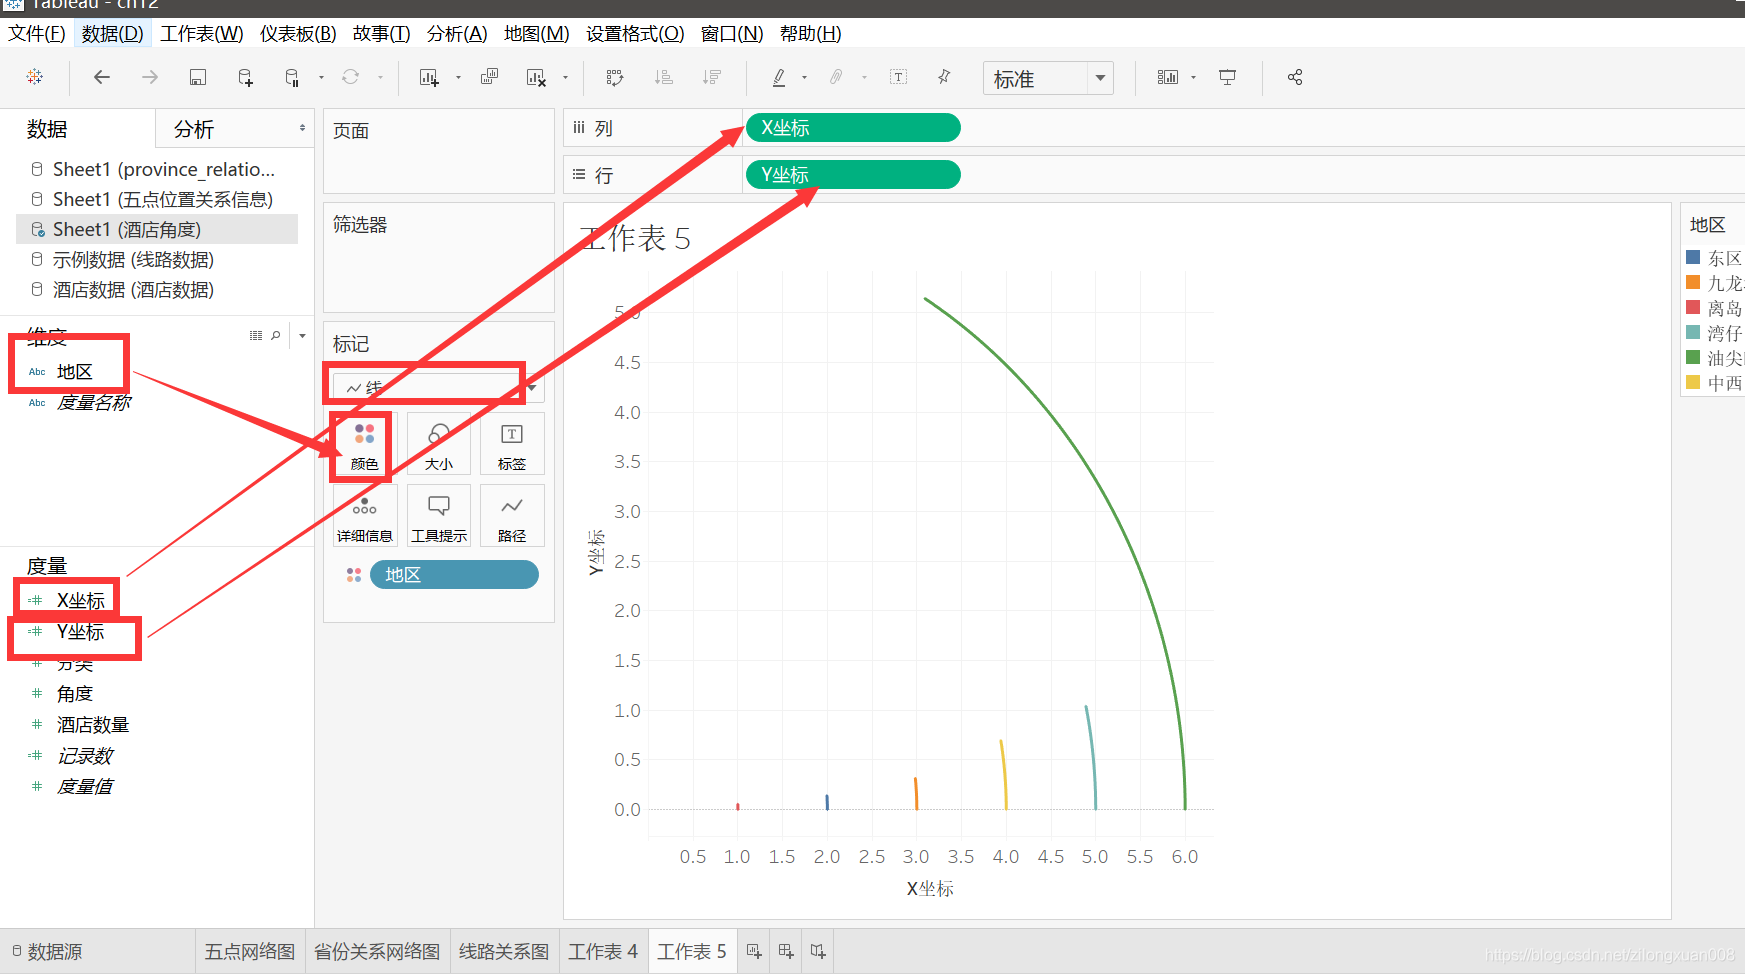 Tableau - ch12
文件(F) 数据(D) 工作表(W) 仪表板(B) 故事(T) 分析(A) 地图(M) 设置格式(O) 窗口(N) 帮助(H)
标准
数据 分析
Sheet1 (province_relatio...
Sheet1 (五点位置关系信息)
Sheet1 (酒店角度)
示例数据 (线路数据)
酒店数据 (酒店数据)
维度
Abc 地区
Abc 度量名称
度量
X坐标
Y坐标
分类
角度
酒店数量
记录数
度量值
页面
筛选器
标记
线
颜色 大小 标签
详细信息 工具提示 路径
地区
列 X坐标
行 Y坐标
工作表 5
5.0
4.5
4.0
3.5
3.0
2.5
2.0
1.5
1.0
0.5
0.0
Y坐标
0.5 1.0 1.5 2.0 2.5 3.0 3.5 4.0 4.5 5.0 5.5 6.0
X坐标
地区
东区
九龙
离岛
湾仔
油尖
中西
数据源 五点网络图 省份关系网络图 线路关系图 工作表 4 工作表 5
https://blog.csdn.net/zilongxuan008